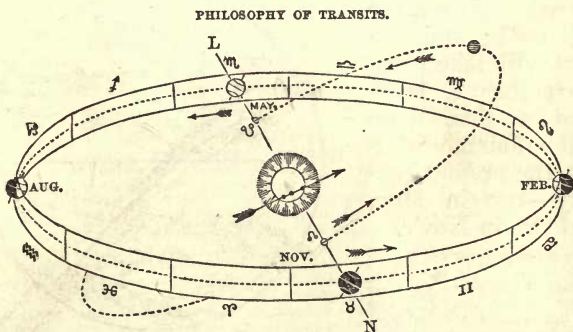 PHILOSOPHY OF TRANSITS.
L
♏
♎
♐
♍
MAY.
☋
♑
♌
AUG.
FEB.
♒
☊
♋
NOV.
♓
♈
♉
♊
N